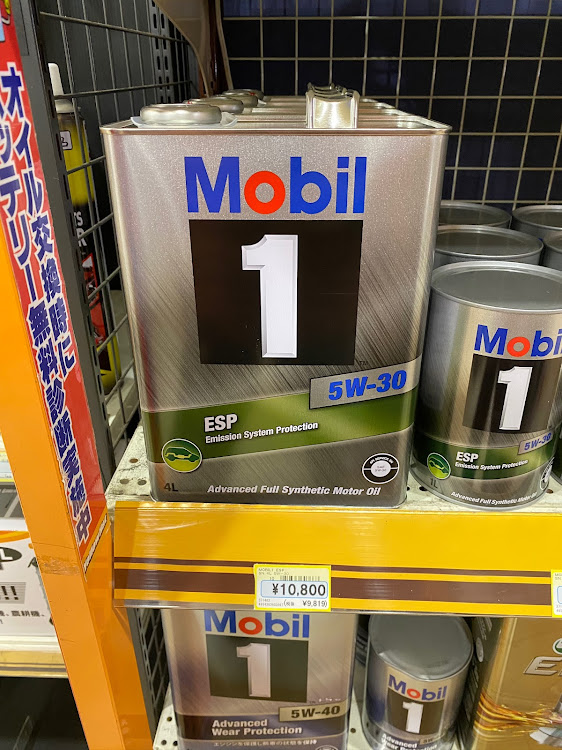 オイル交換時に
バッテリー無料診断実施中
Mobil
1
5W-30
ESP
Emission System Protection
4L
Advanced Full Synthetic Motor Oil
Mobil
1
5W-30
ESP
Emission System Protection
Advanced Full Synthetic Motor Oil
¥10,800
¥9,819)
Mobil
1
5W-40
Advanced
Wear Protection
Mobil
1